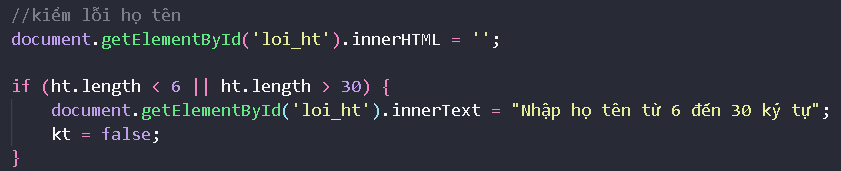 //kiểm lỗi họ tên
document.getElementById('loi_ht').innerHTML = '';
if (ht.length < 6 || ht.length > 30) {
document.getElementById('loi_ht').innerText = "Nhập họ tên từ 6 đến 30 ký tự";
kt = false;
}